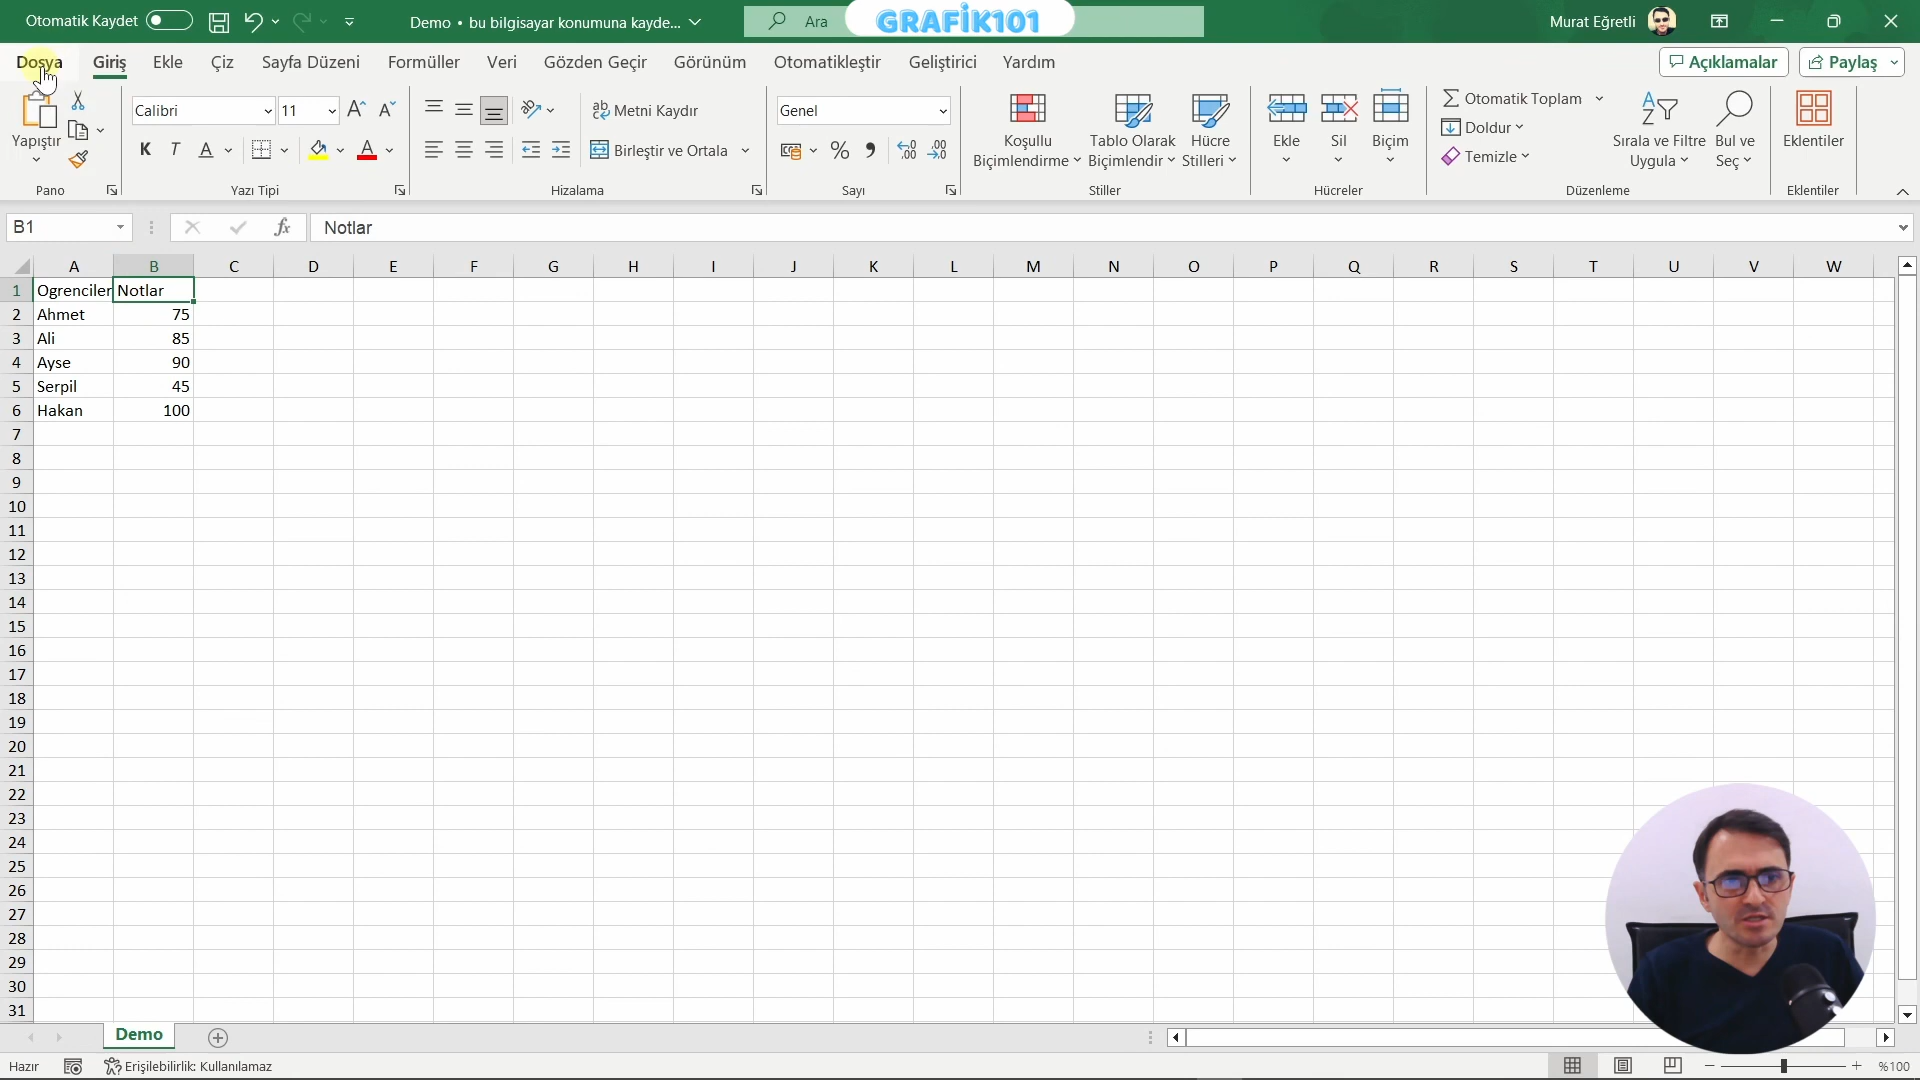 Otomatik Kaydet
Demo • bu bilgisayar konumuna kayde...
Ara
GRAFİK101
Murat Eğretli
Dosya Giriş Ekle Çiz Sayfa Düzeni Formüller Veri Gözden Geçir Görünüm Otomatikleştir Geliştirici Yardım
Açıklamalar Paylaş
Yapıştır
Pano
Calibri 11
K T A A
Yazı Tipi
Metni Kaydır
Birleştir ve Ortala
Hizalama
Genel
%
Sayı
Koşullu
Biçimlendirme
Tablo Olarak
Biçimlendir
Hücre
Stilleri
Stiller
Ekle Sil Biçim
Hücreler
Otomatik Toplam
Doldur
Temizle
Sırala ve Filtre
Uygula
Bul ve
Seç
Düzenleme
Eklentiler
Eklentiler
B1 fx Notlar
A B C D E F G H I J K L M N O P Q R S T U V W
1 Ogrenciler Notlar
2 Ahmet 75
3 Ali 85
4 Ayse 90
5 Serpil 45
6 Hakan 100
7
8
9
10
11
12
13
14
15
16
17
18
19
20
21
22
23
24
25
26
27
28
29
30
31
Demo
Hazır Erişilebilirlik: Kullanılamaz %100